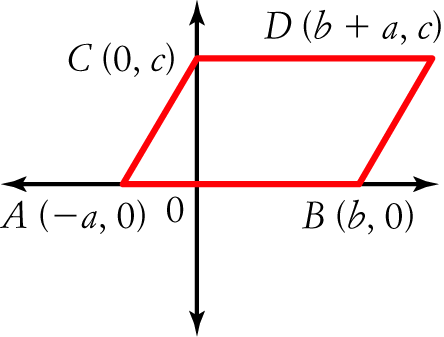 D (b + a, c)
C (0, c)
A (−a, 0)
0
B (b, 0)